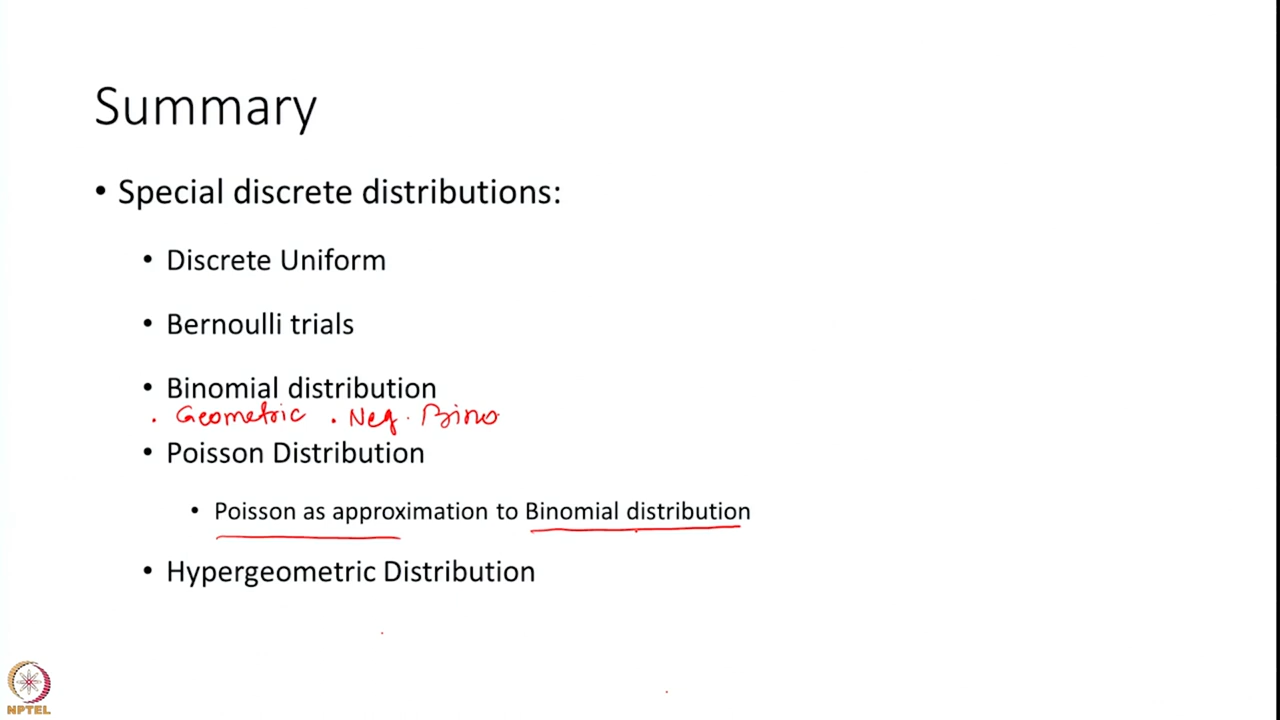 Summary
• Special discrete distributions:
• Discrete Uniform
• Bernoulli trials
• Binomial distribution
. Geometric . Neg. Bino
• Poisson Distribution
• Poisson as approximation to Binomial distribution
• Hypergeometric Distribution
NPTEL